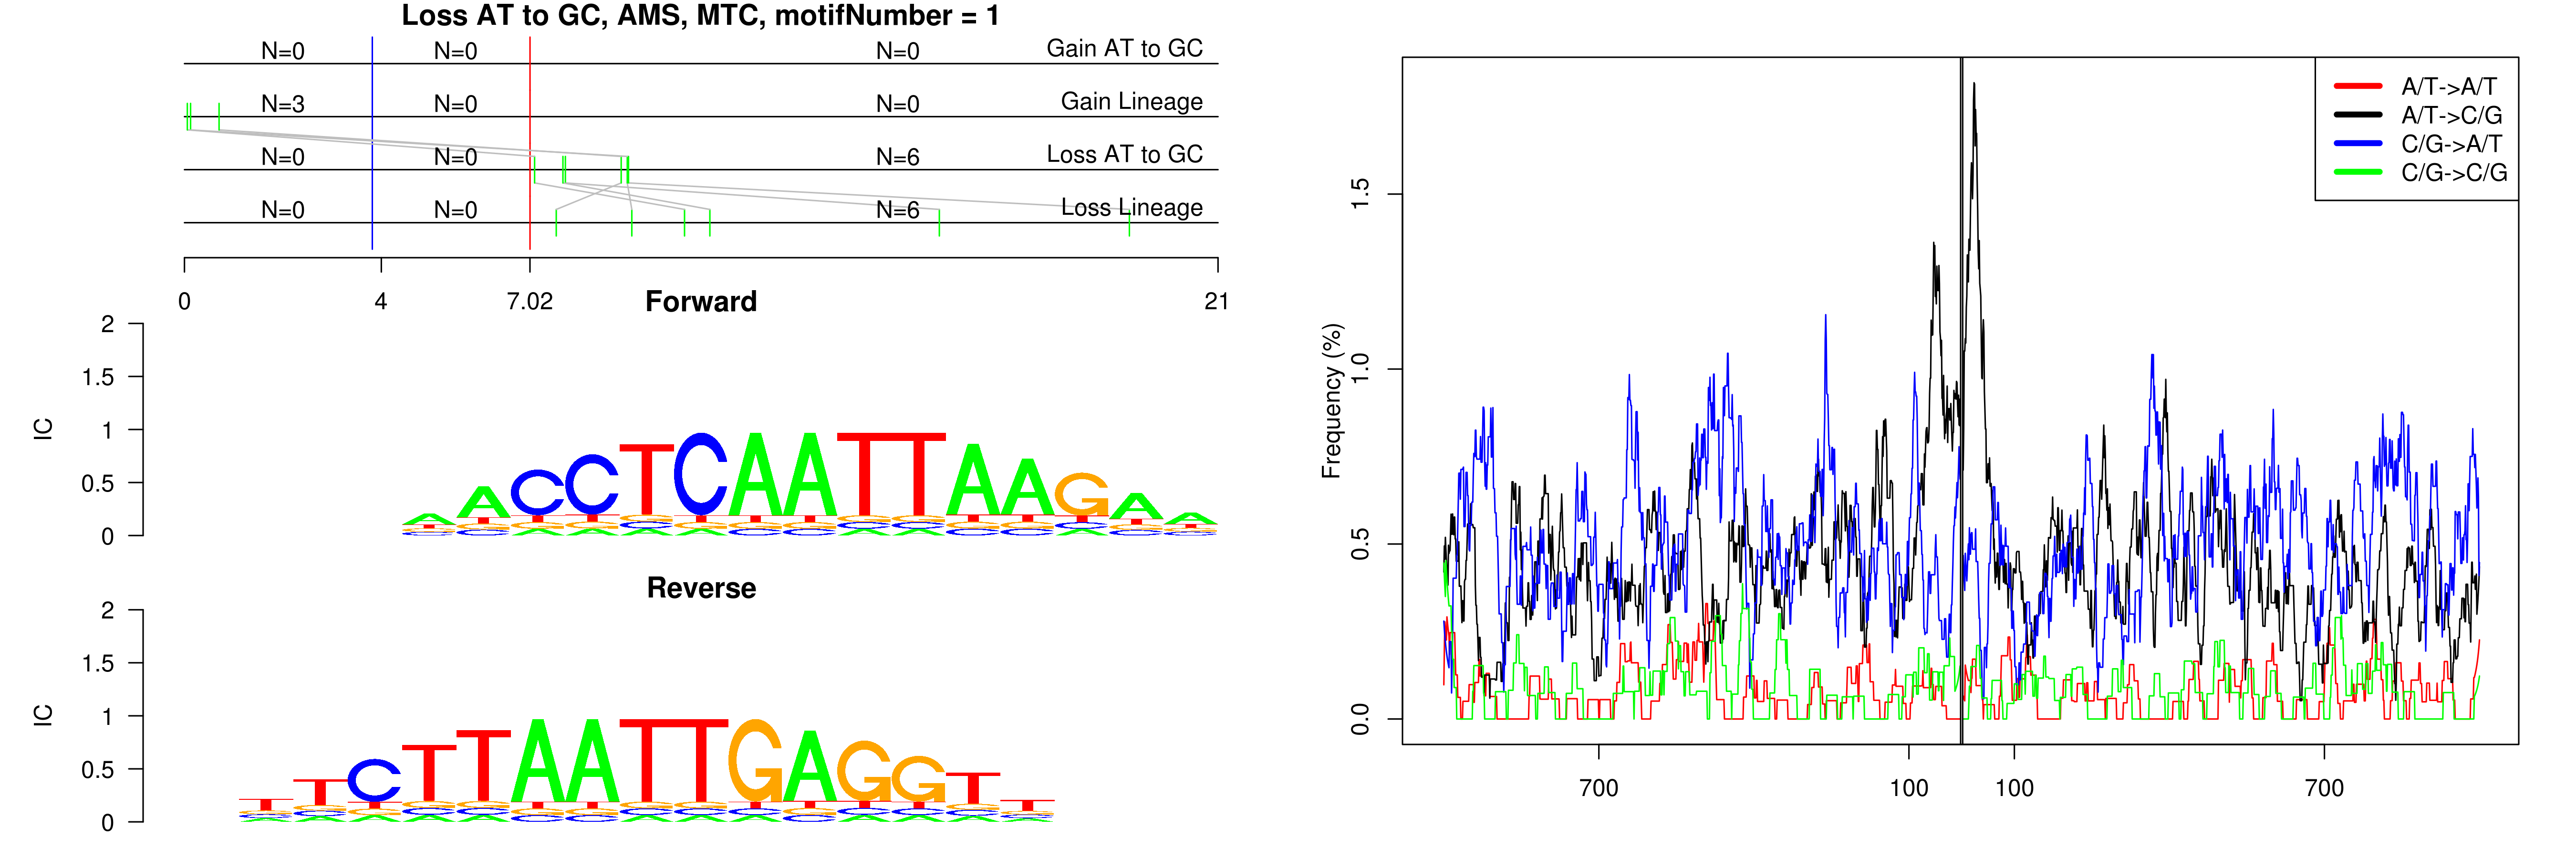 Loss AT to GC, AMS, MTC, motifNumber = 1
N=0 N=0 N=0 Gain AT to GC
N=3 N=0 N=0 Gain Lineage
N=0 N=0 N=6 Loss AT to GC
N=0 N=0 N=6 Loss Lineage
0 4 7.02 21
Forward
IC
2
1.5
1
0.5
0
ACCTCAATTAAGAA
Reverse
IC
2
1.5
1
0.5
0
TTCTTAATTGAGGTT
Frequency (%)
1.5
1.0
0.5
0.0
700 100 100 700
A/T->A/T
A/T->C/G
C/G->A/T
C/G->C/G